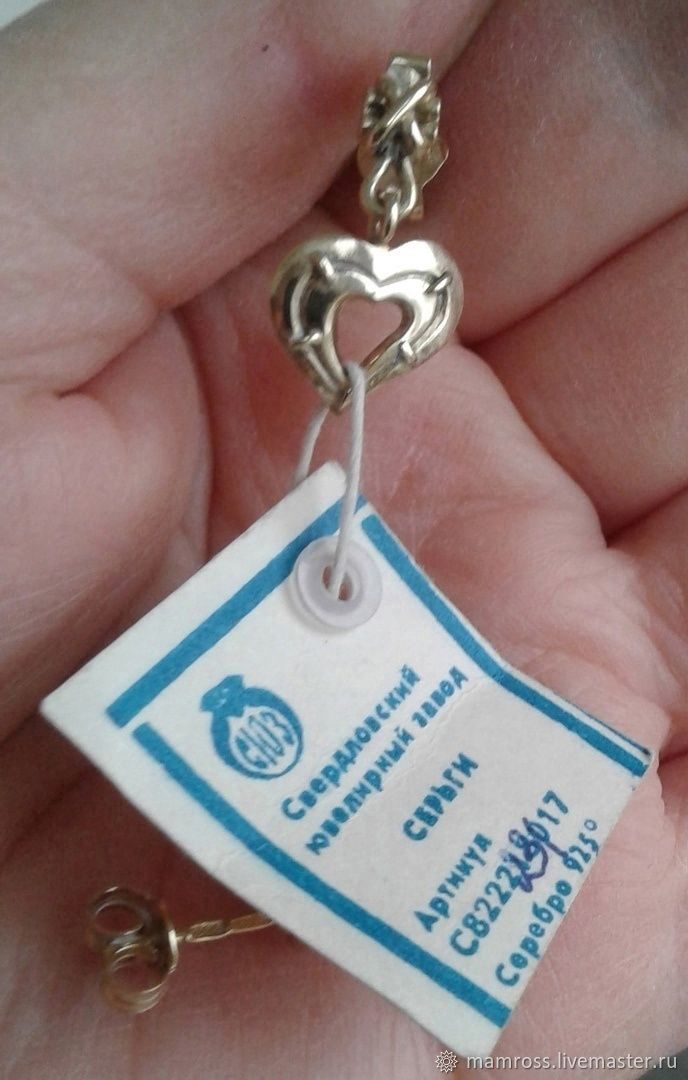 СЮЗ
Свердловский
ювелирный завод
СЕРЬГИ
Артикул
Серебро 925°
mamross.livemaster.ru